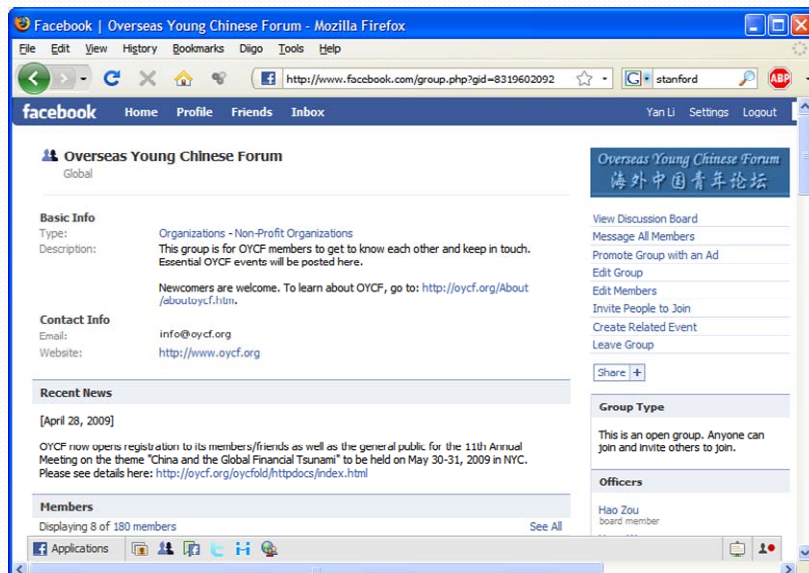 Facebook | Overseas Young Chinese Forum - Mozilla Firefox
File Edit View History Bookmarks Diigo Tools Help
http://www.facebook.com/group.php?gid=8319602092
stanford
ABP
facebook Home Profile Friends Inbox Yan Li Settings Logout
Overseas Young Chinese Forum
Global
Basic Info
Type: Organizations - Non-Profit Organizations
Description: This group is for OYCF members to get to know each other and keep in touch.
Essential OYCF events will be posted here.
Newcomers are welcome. To learn about OYCF, go to: http://oycf.org/About
/aboutoycf.htm.
Contact Info
Email: info@oycf.org
Website: http://www.oycf.org
Recent News
[April 28, 2009]
OYCF now opens registration to its members/friends as well as the general public for the 11th Annual
Meeting on the theme "China and the Global Financial Tsunami" to be held on May 30-31, 2009 in NYC.
Please see details here: http://oycf.org/oycfold/httpdocs/index.html
Members
Displaying 8 of 180 members See All
Overseas Young Chinese Forum
海外中国青年论坛
View Discussion Board
Message All Members
Promote Group with an Ad
Edit Group
Edit Members
Invite People to Join
Create Related Event
Leave Group
Share +
Group Type
This is an open group. Anyone can
join and invite others to join.
Officers
Hao Zou
board member
Applications